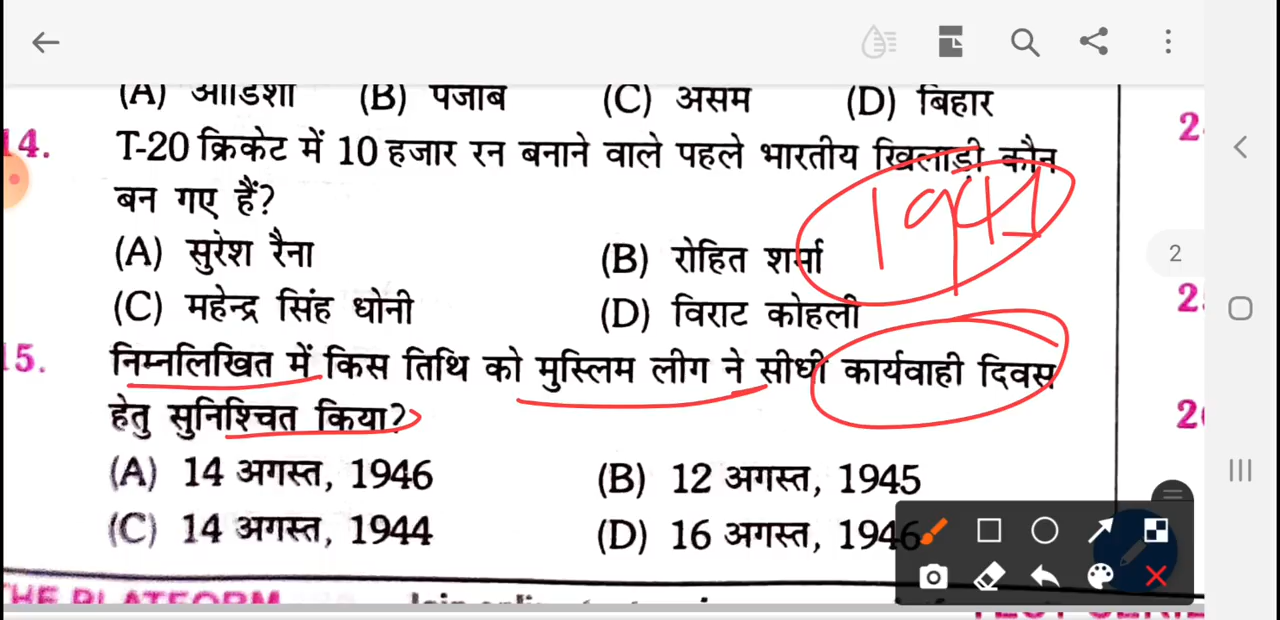 (A) ओडिशा (B) पंजाब (C) असम (D) बिहार
14. T-20 क्रिकेट में 10 हजार रन बनाने वाले पहले भारतीय खिलाड़ी कौन
बन गए हैं?
(A) सुरेश रैना (B) रोहित शर्मा
(C) महेन्द्र सिंह धोनी (D) विराट कोहली
2
15. निम्नलिखित में किस तिथि को मुस्लिम लीग ने सीधी कार्यवाही दिवस
हेतु सुनिश्चित किया?
(A) 14 अगस्त, 1946 (B) 12 अगस्त, 1945
(C) 14 अगस्त, 1944 (D) 16 अगस्त, 1946